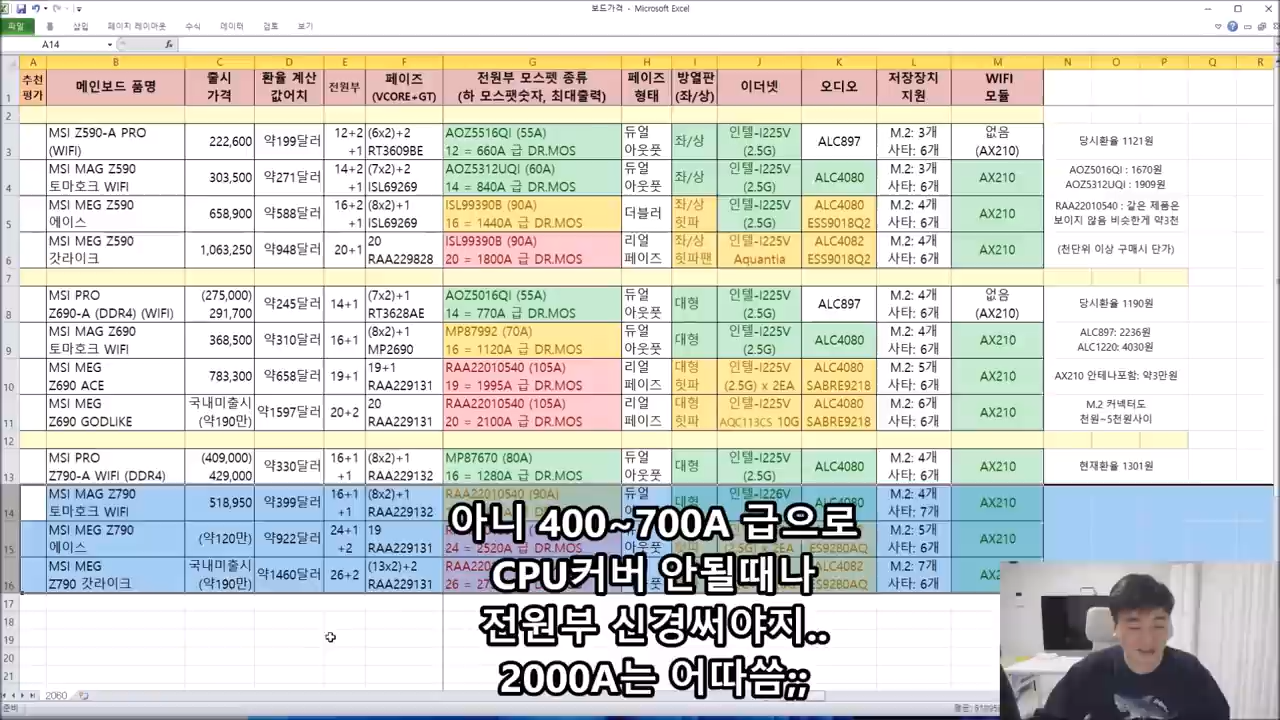 보드가격 - Microsoft Excel
파일 홈 삽입 페이지 레이아웃 수식 데이터 검토 보기
A14 fx
A B C D E F G H I J K L M N O P Q R
1 추천 평가 메인보드 품명 출시 가격 환율 계산 값어치 전원부 페이즈 (VCORE+GT) 전원부 모스펫 종류 (하 모스펫숫자, 최대출력) 페이즈 형태 방열판 (좌/상) 이더넷 오디오 저장장치 지원 WIFI 모듈
2
3 MSI Z590-A PRO (WIFI) 222,600 약199달러 12+2 +1 (6x2)+2 RT3609BE AOZ5516QI (55A) 12 = 660A 급 DR.MOS 듀얼 아웃풋 좌/상 인텔-I225V (2.5G) ALC897 M.2: 3개 사타: 6개 없음 (AX210) 당시환율 1121원
4 MSI MAG Z590 토마호크 WIFI 303,500 약271달러 14+2 +1 (7x2)+2 ISL69269 AOZ5312UQI (60A) 14 = 840A 급 DR.MOS 듀얼 아웃풋 좌/상 인텔-I225V (2.5G) ALC4080 M.2: 3개 사타: 6개 AX210 AOZ5016QI : 1670원 AOZ5312UQI : 1909원
5 MSI MEG Z590 에이스 658,900 약588달러 16+2 +1 (8x2)+2 ISL69269 ISL99390B (90A) 16 = 1440A 급 DR.MOS 더블러 좌/상 힛파 인텔-I225V (2.5G) ALC4080 ESS9018Q2 M.2: 4개 사타: 6개 AX210 RAA22010540 : 같은 제품은 보이지 않음 비슷한게 약3천
6 MSI MEG Z590 갓라이크 1,063,250 약948달러 20+1 20 RAA229828 ISL99390B (90A) 20 = 1800A 급 DR.MOS 리얼 페이즈 좌/상 힛파팬 인텔-I225V Aquantia ALC4082 ESS9018Q2 M.2: 4개 사타: 6개 AX210 (천단위 이상 구매시 단가)
7
8 MSI PRO Z690-A (DDR4) (WIFI) (275,000) 291,700 약245달러 14+1 (7x2)+1 RT3628AE AOZ5016QI (55A) 14 = 770A 급 DR.MOS 듀얼 아웃풋 대형 인텔-I225V (2.5G) ALC897 M.2: 4개 사타: 6개 없음 (AX210) 당시환율 1190원
9 MSI MAG Z690 토마호크 WIFI 368,500 약310달러 16+1 (8x2)+1 MP2690 MP87992 (70A) 16 = 1120A 급 DR.MOS 듀얼 아웃풋 대형 인텔-I225V (2.5G) ALC4080 M.2: 4개 사타: 6개 AX210 ALC897: 2236원 ALC1220: 4030원
10 MSI MEG Z690 ACE 783,300 약658달러 19+1 19+1 RAA229131 RAA22010540 (105A) 19 = 1995A 급 DR.MOS 리얼 페이즈 대형 힛파 인텔-I225V (2.5G) x 2EA ALC4080 SABRE9218 M.2: 5개 사타: 6개 AX210 AX210 안테나포함: 약3만원
11 MSI MEG Z690 GODLIKE 국내미출시 (약190만) 약1597달러 20+2 20 RAA229131 RAA22010540 (105A) 20 = 2100A 급 DR.MOS 리얼 페이즈 대형 힛파 인텔-I225V AQC113CS 10G ALC4080 SABRE9218 M.2: 6개 사타: 6개 AX210 M.2 커넥터도 천원~5천원사이
12
13 MSI PRO Z790-A WIFI (DDR4) (409,000) 429,000 약330달러 16+1 +1 (8x2)+1 RAA229132 MP87670 (80A) 16 = 1280A 급 DR.MOS 듀얼 아웃풋 대형 인텔-I225V (2.5G) ALC4080 M.2: 4개 사타: 6개 AX210 현재환율 1301원
14 MSI MAG Z790 토마호크 WIFI 518,950 약399달러 16+1 +1 (8x2)+1 RAA229132 RAA22010540 (90A) 듀얼 대형 인텔-I226V ALC4080 M.2: 4개 사타: 7개 AX210
15 MSI MEG Z790 에이스 (약120만) 약922달러 24+1 +2 19 RAA229131 24 = 2520A 급 DR.MOS M.2: 5개 사타: 6개 AX210
16 MSI MEG Z790 갓라이크 국내미출시 (약190만) 약1460달러 26+2 (13x2)+2 RAA229131 M.2: 7개 사타: 6개
17
18
19
20
21
아니 400~700A 급으로
CPU커버 안될때나
전원부 신경써야지..
2000A는 어따씀;;
2060
준비